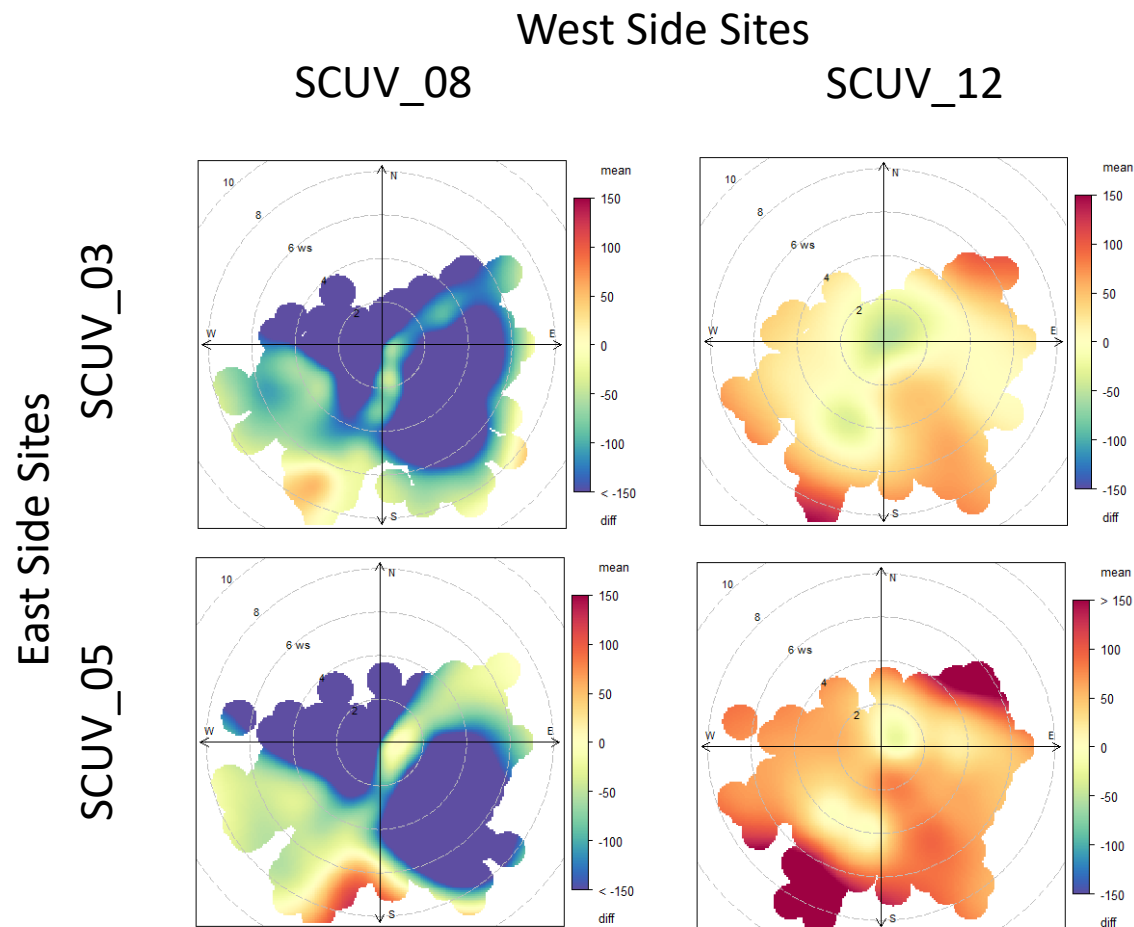 West Side Sites
SCUV_08
SCUV_12
East Side Sites
SCUV_03
mean
150
100
50
0
-50
-100
< -150
diff
10
8
6 ws
4
2
N
W
E
S
mean
150
100
50
0
-50
-100
-150
diff
10
8
6 ws
4
2
N
W
E
S
SCUV_05
mean
150
100
50
0
-50
-100
< -150
diff
10
8
6 ws
4
2
N
W
E
S
mean
> 150
100
50
0
-50
-100
-150
diff
10
8
6 ws
4
2
N
W
E
S